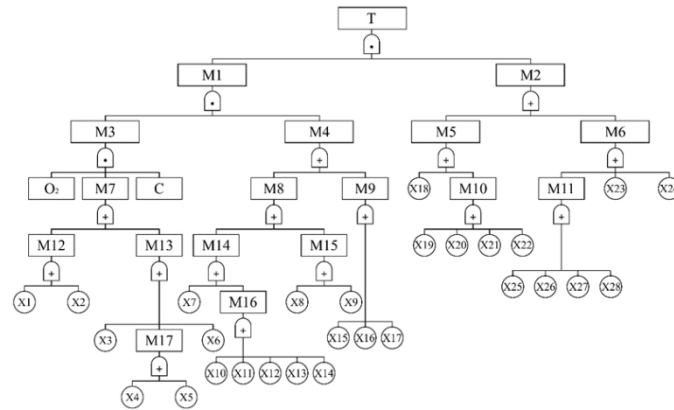 T
•
M1 M2
• +
M3 M4 M5 M6
• + + +
O₂ M7 C M8 M9 X18 M10 M11 X23
+ + + + +
M12 M13 M14 M15 X19 X20 X21 X22
+ + + +
X1 X2 X7 M16 X8 X9 X25 X26 X27 X28
+
X3 M17 X6 X15 X16 X17
+
X10 X11 X12 X13 X14
X4 X5